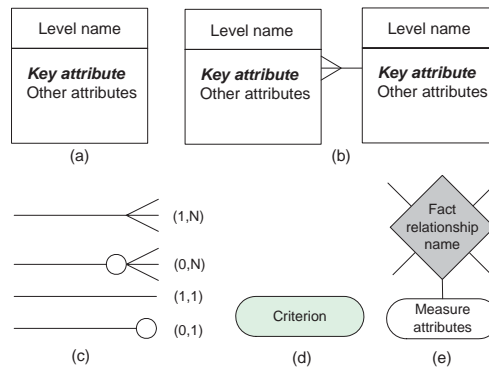 Level name
Key attribute
Other attributes
(a)
Level name
Key attribute
Other attributes
Level name
Key attribute
Other attributes
(b)
(1,N)
(0,N)
(1,1)
(0,1)
(c)
Criterion
(d)
Fact
relationship
name
Measure
attributes
(e)